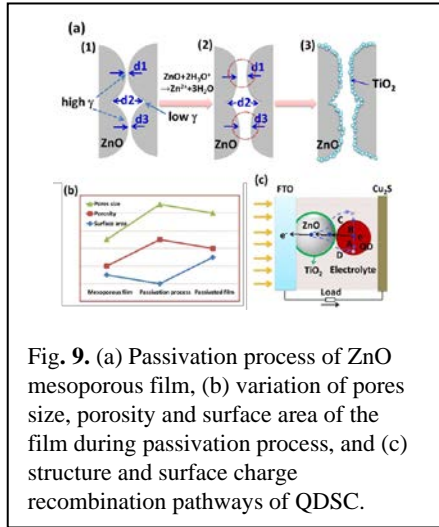 (a)
(1) (2) (3)
d1
ZnO+2H₃O⁺
→Zn²⁺+3H₂O
d1
TiO₂
high γ
d2
low γ
d2
d3
d3
ZnO
ZnO
(b)
Pores size
Porosity
Surface area
Mesoporous film Passivation process Passivated film
(c)
FTO
Cu₂S
ZnO
C
B
e⁻
A
QD
D
TiO₂
Electrolyte
Load
Fig. 9. (a) Passivation process of ZnO
mesoporous film, (b) variation of pores
size, porosity and surface area of the
film during passivation process, and (c)
structure and surface charge
recombination pathways of QDSC.